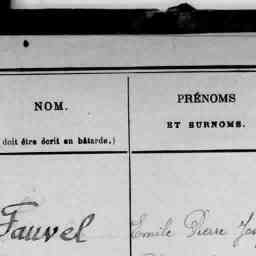 NOM.
PRÉNOMS
ET SURNOMS.
doit être écrit en bâtarde.)
Fauvel
Emile Pierre